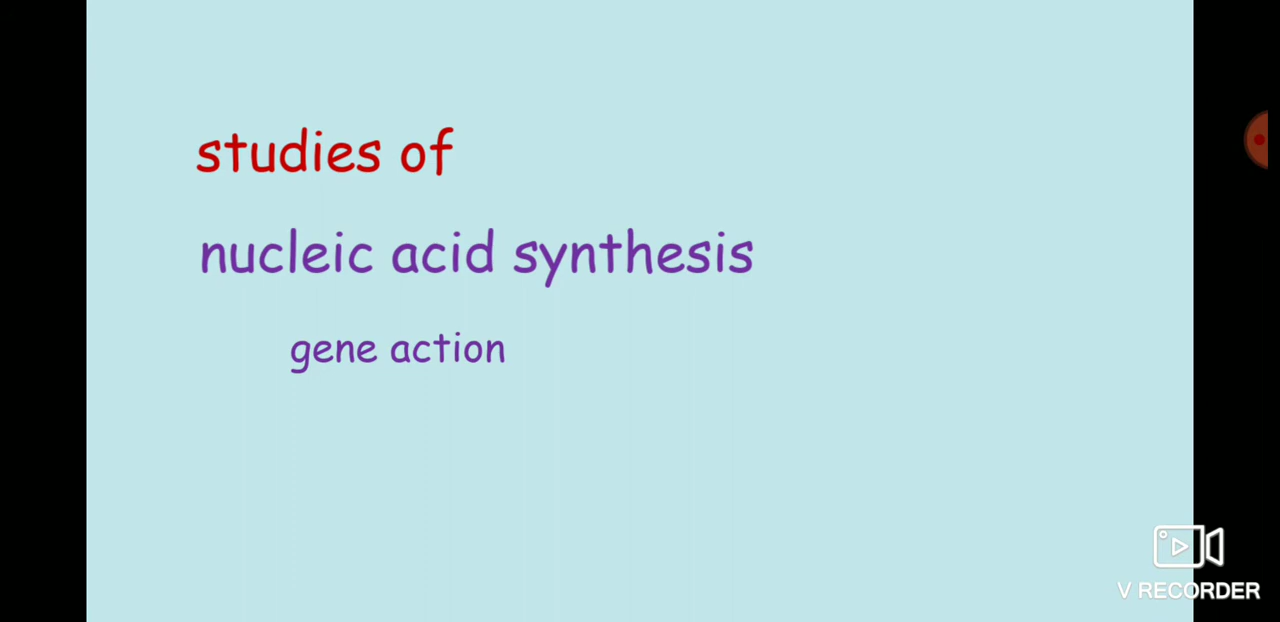 studies of
nucleic acid synthesis
gene action
V RECORDER